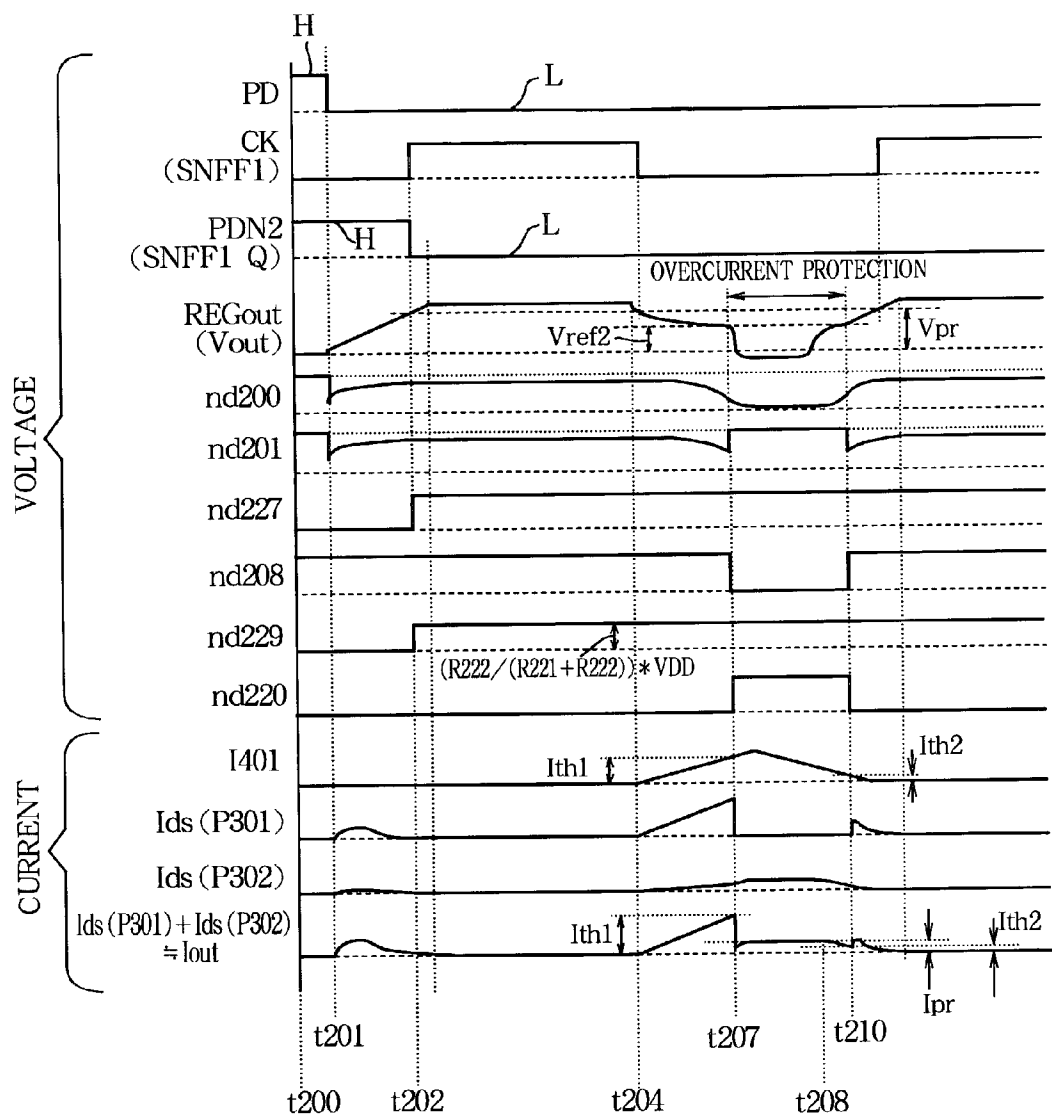 H
PD
L
CK
(SNFF1)
PDN2
(SNFF1 Q)
H
L
OVERCURRENT PROTECTION
REGout
(Vout)
Vref2
Vpr
nd200
nd201
nd227
nd208
nd229
(R222/(R221+R222))*VDD
nd220
VOLTAGE
I401
Ith1
Ith2
Ids(P301)
Ids(P302)
Ids(P301)+Ids(P302)
≒Iout
Ith1
Ith2
Ipr
CURRENT
t201
t207
t210
t200
t202
t204
t208